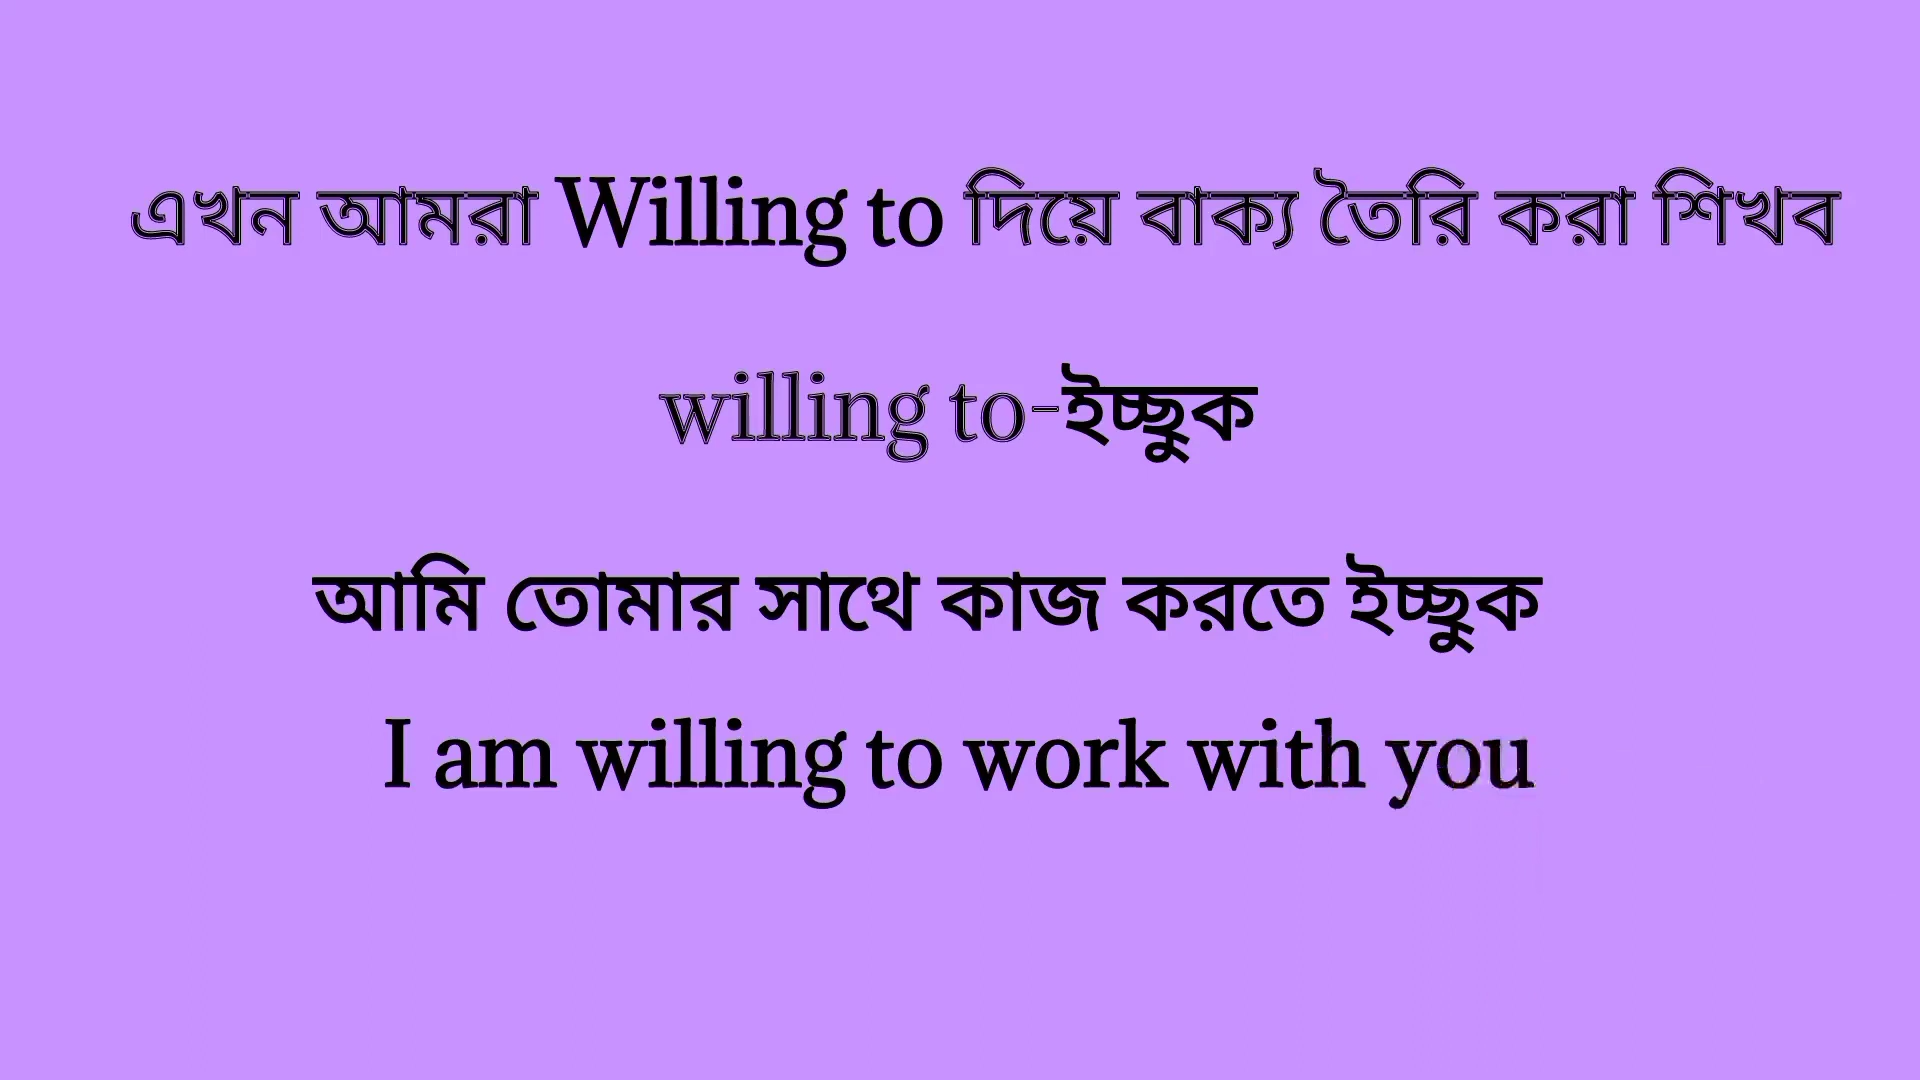 এখন আমরা Willing to দিয়ে বাক্য তৈরি করা শিখব
willing to-ইচ্ছুক
আমি তোমার সাথে কাজ করতে ইচ্ছুক
I am willing to work with you